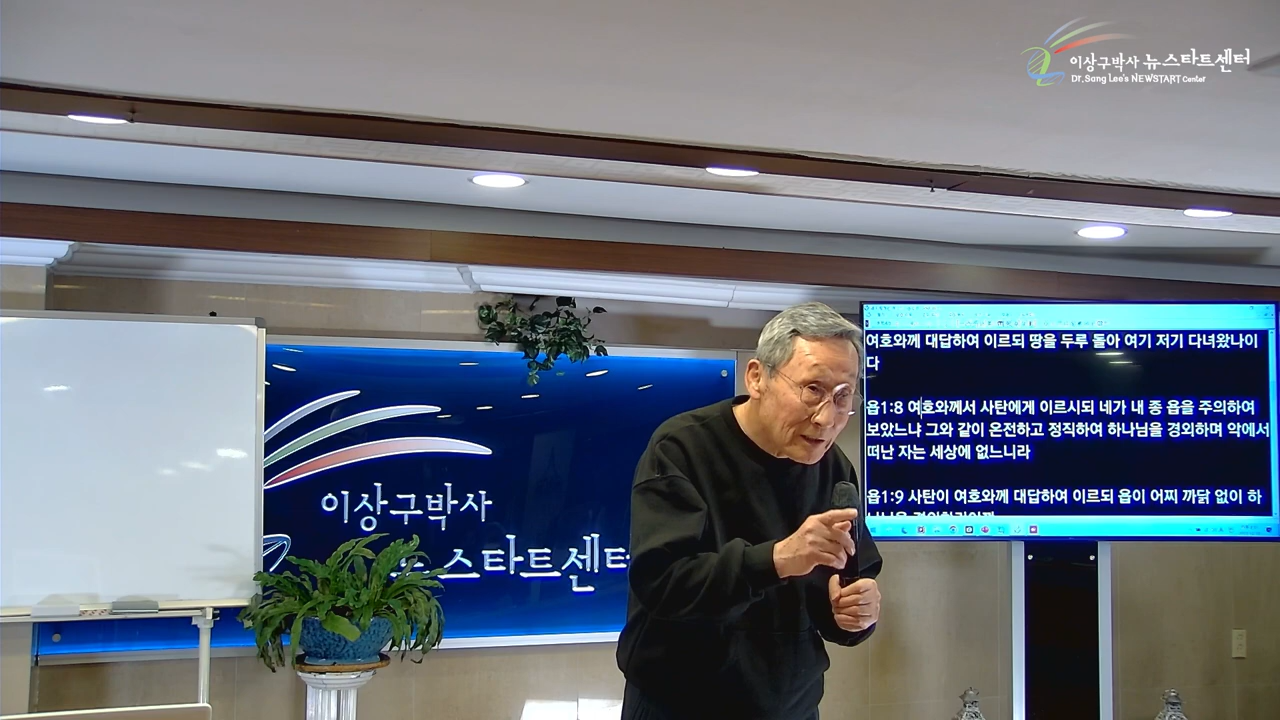 이상구박사 뉴스타트센터
Dr. Sang Lee's NEWSTART Center
여호와께 대답하여 이르되 땅을 두루 돌아 여기 저기 다녀왔나이
다
욥1:8 여호와께서 사탄에게 이르시되 네가 내 종 욥을 주의하여
보았느냐 그와 같이 온전하고 정직하여 하나님을 경외하며 악에서
떠난 자는 세상에 없느니라
욥1:9 사탄이 여호와께 대답하여 이르되 욥이 어찌 까닭 없이 하
이상구박사
뉴스타트센터